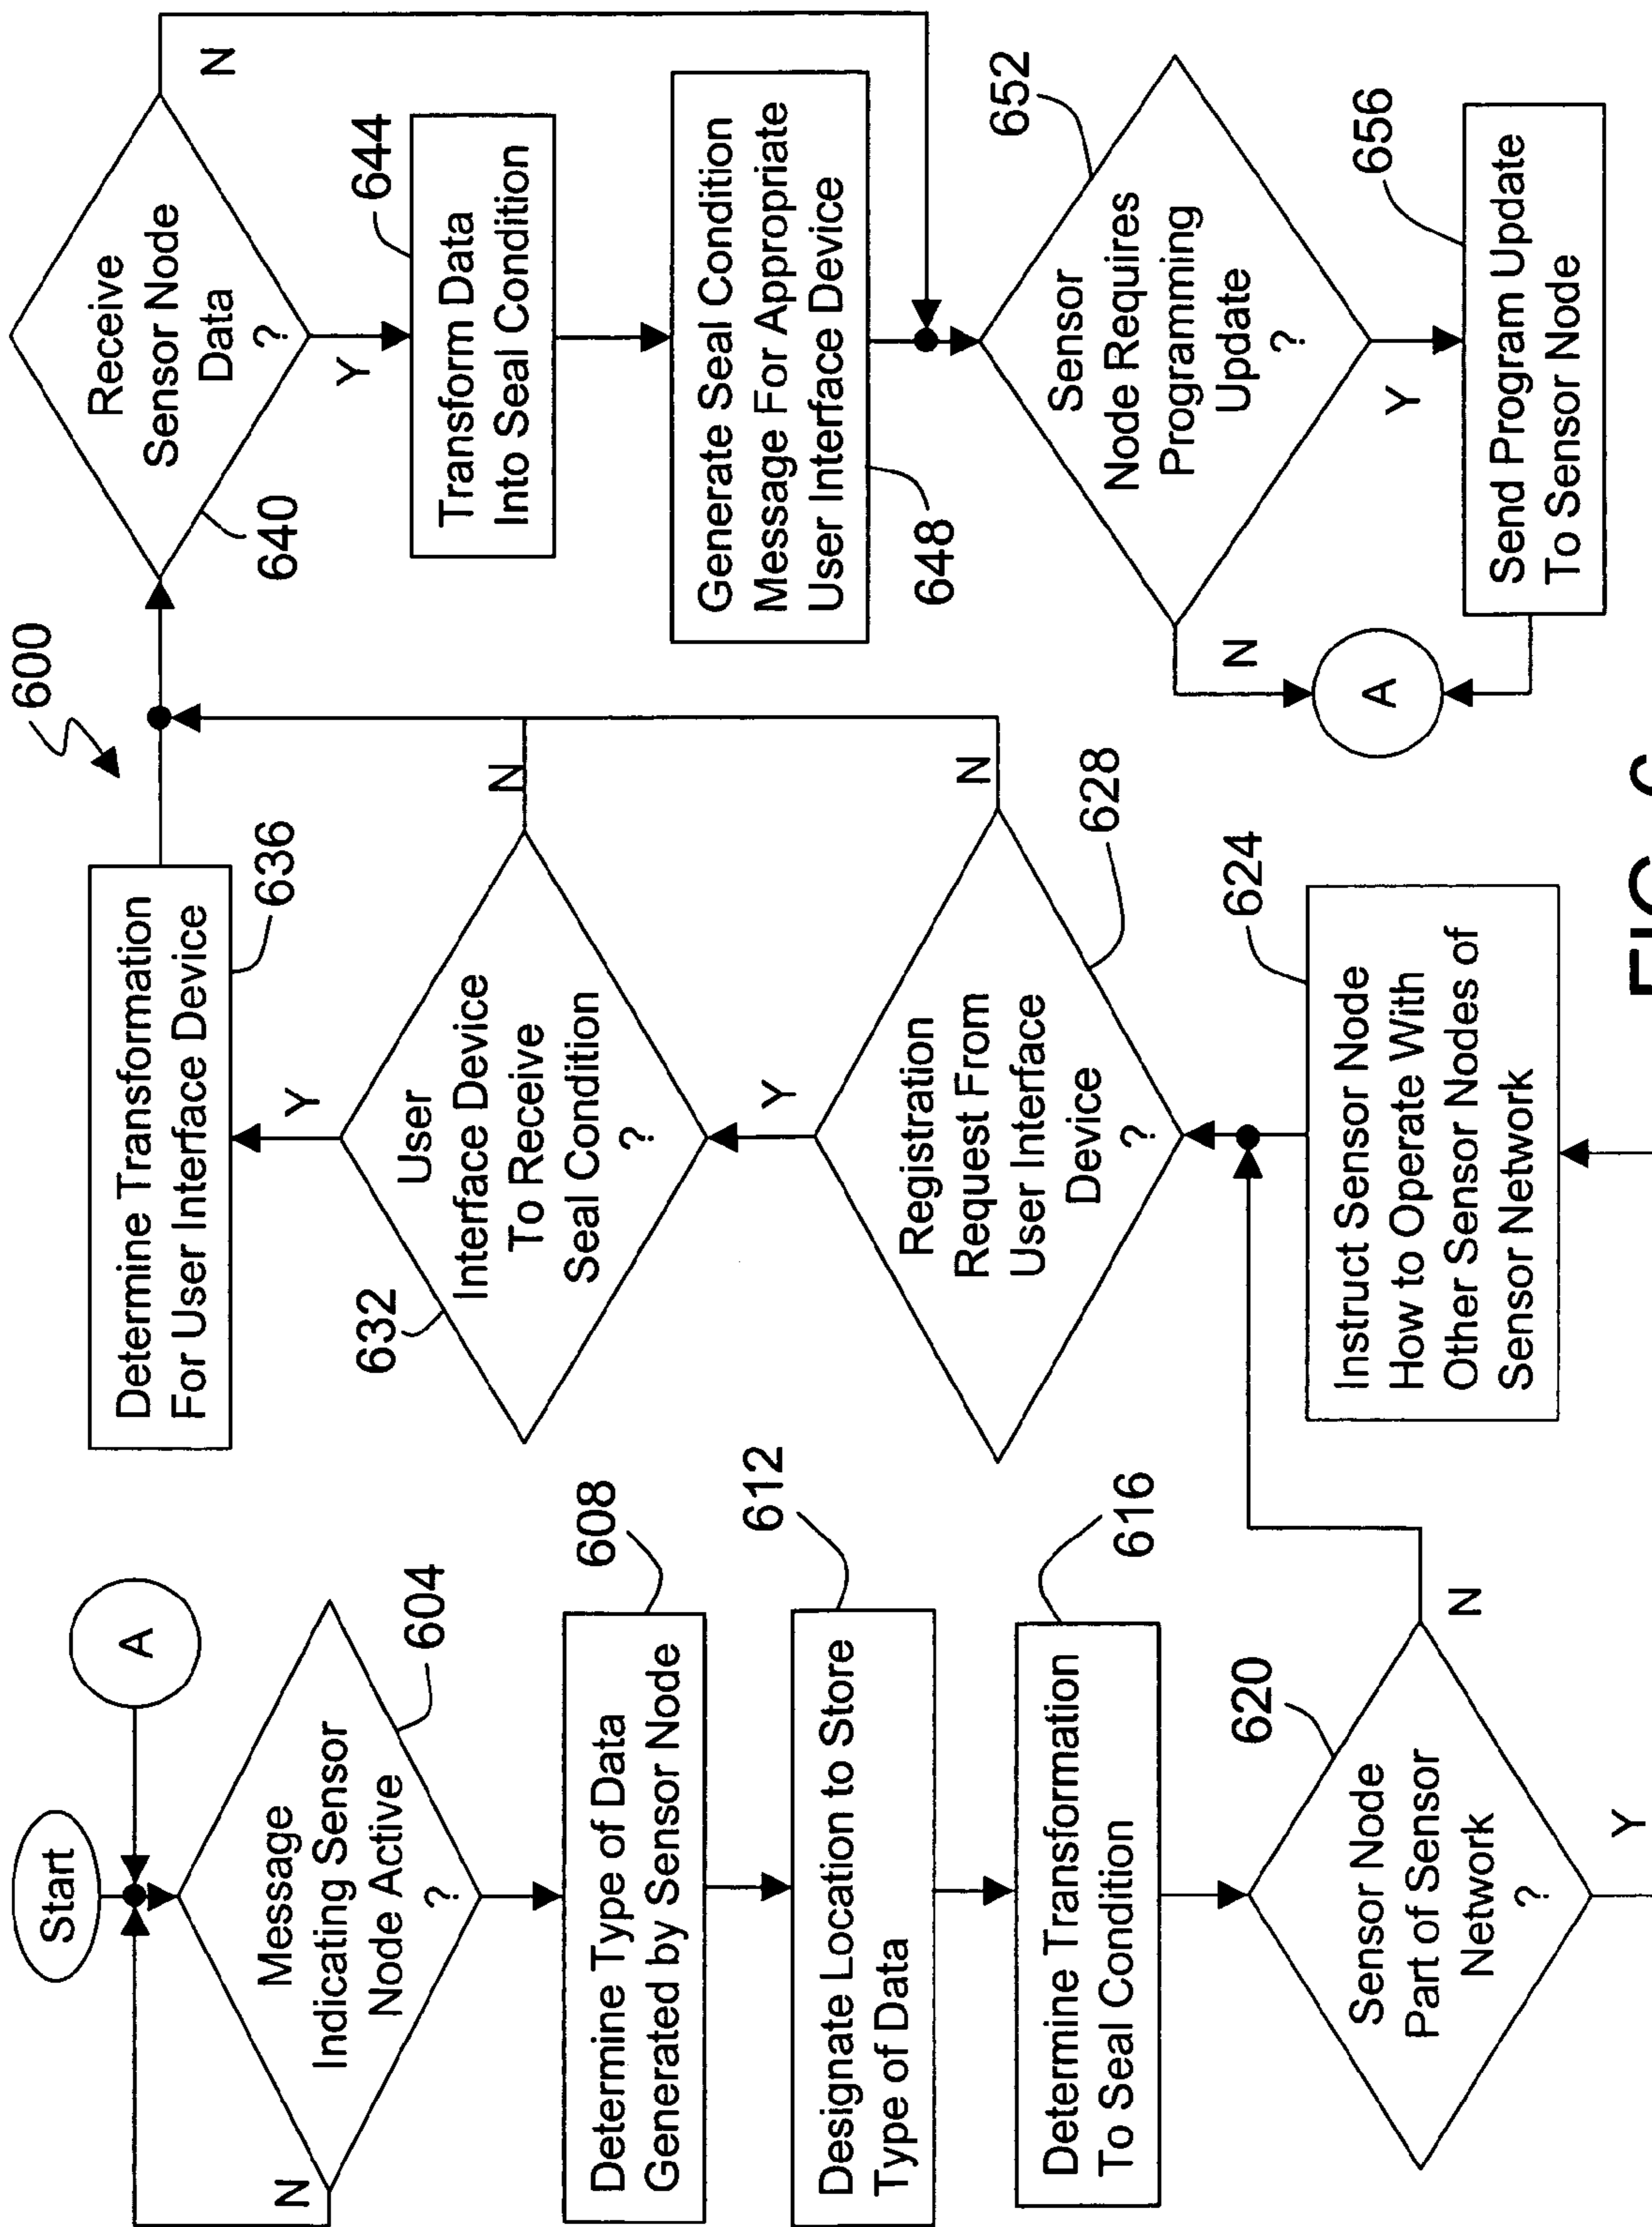 Start
A
Message
Indicating Sensor
Node Active
?
604
N
Determine Type of Data
Generated by Sensor Node
608
Designate Location to Store
Type of Data
612
Determine Transformation
To Seal Condition
616
Sensor Node
Part of Sensor
Network
?
620
N
Y
Instruct Sensor Node
How to Operate With
Other Sensor Nodes of
Sensor Network
624
Registration
Request From
User Interface
Device
?
628
N
Y
User
Interface Device
To Receive
Seal Condition
?
632
N
Y
Determine Transformation
For User Interface Device
636
600
Receive
Sensor Node
Data
?
640
N
Y
Transform Data
Into Seal Condition
644
Generate Seal Condition
Message For Appropriate
User Interface Device
648
Sensor
Node Requires
Programming
Update
?
652
N
Y
Send Program Update
To Sensor Node
656
A